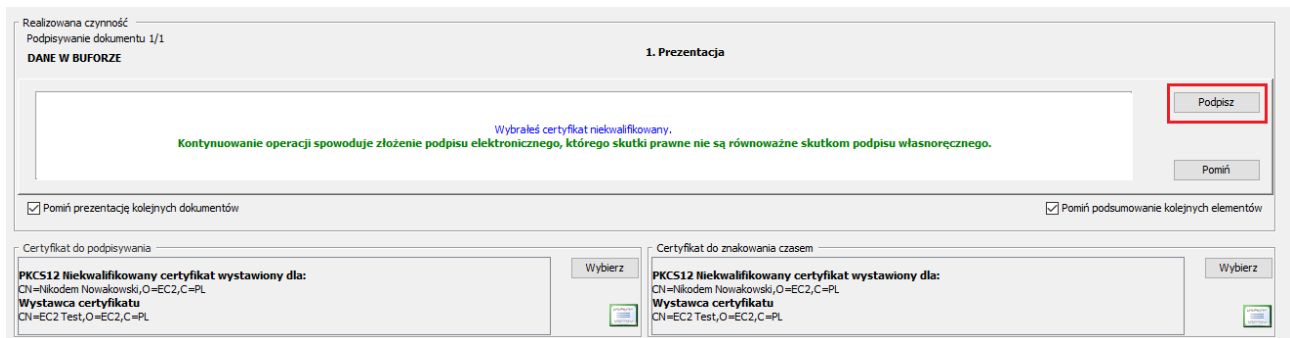 Realizowana czynność
Podpisywanie dokumentu 1/1
DANE W BUFORZE
1. Prezentacja
Podpisz
Wybrałeś certyfikat niekwalifikowany.
Kontynuowanie operacji spowoduje złożenie podpisu elektronicznego, którego skutki prawne nie są równoważne skutkom podpisu własnoręcznego.
Pomiń
Pomiń prezentację kolejnych dokumentów
Pomiń podsumowanie kolejnych elementów
Certyfikat do podpisywania
PKCS12 Niekwalifikowany certyfikat wystawiony dla:
CN=Nikodem Nowakowski,O=EC2,C=PL
Wystawca certyfikatu
CN=EC2 Test,O=EC2,C=PL
Wybierz
Certyfikat do znakowania czasem
PKCS12 Niekwalifikowany certyfikat wystawiony dla:
CN=Nikodem Nowakowski,O=EC2,C=PL
Wystawca certyfikatu
CN=EC2 Test,O=EC2,C=PL
Wybierz